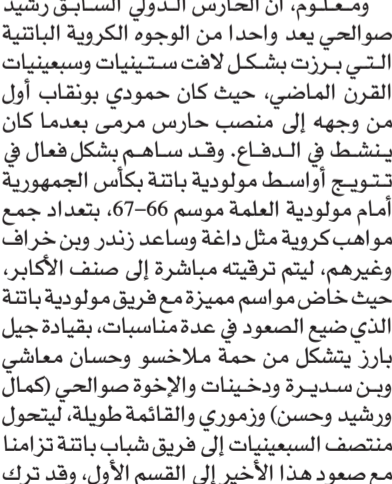 ومعلوم، أن الحارس الدولي السابق رشيد
صوالحي يعد واحدا من الوجوه الكروية الباتنية
التي برزت بشكل لافت ستينيات وسبعينيات
القرن الماضي، حيث كان حمودي بونقاب أول
من وجهه إلى منصب حارس مرمى بعدما كان
ينشط في الدفاع. وقد ساهم بشكل فعال في
تتويج أواسط مولودية باتنة بكأس الجمهورية
أمام مولودية العلمة موسم 66–67، بتعداد جمع
مواهب كروية مثل داغة وساعد زندر وبن خراف
وغيرهم، ليتم ترقيته مباشرة إلى صنف الأكابر،
حيث خاض مواسم مميزة مع فريق مولودية باتنة
الذي ضيع الصعود في عدة مناسبات، بقيادة جيل
بارز يتشكل من حمة ملاخسو وحسان معاشي
وبن سديرة ودخينات والإخوة صوالحي (كمال
ورشيد وحسن) وزموري والقائمة طويلة، ليتحول
منتصف السبعينيات إلى فريق شباب باتنة تزامنا
مع صعود هذا الأخير إلى القسم الأول، وقد ترك